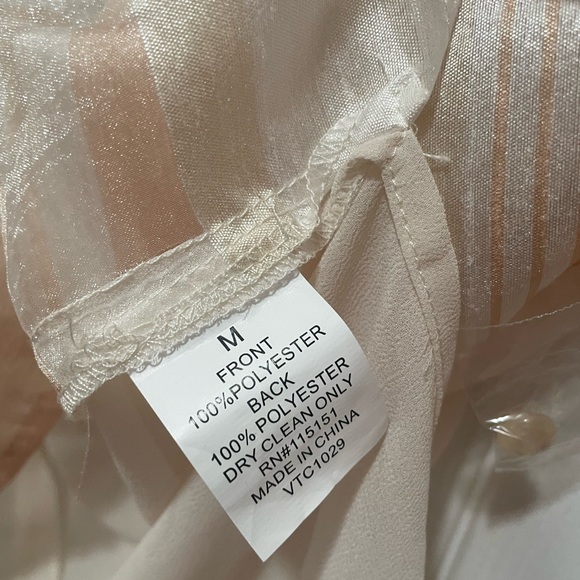 M
FRONT
100%POLYESTER
BACK
100% POLYESTER
DRY CLEAN ONLY
RN#115151
MADE IN CHINA
VTC1029